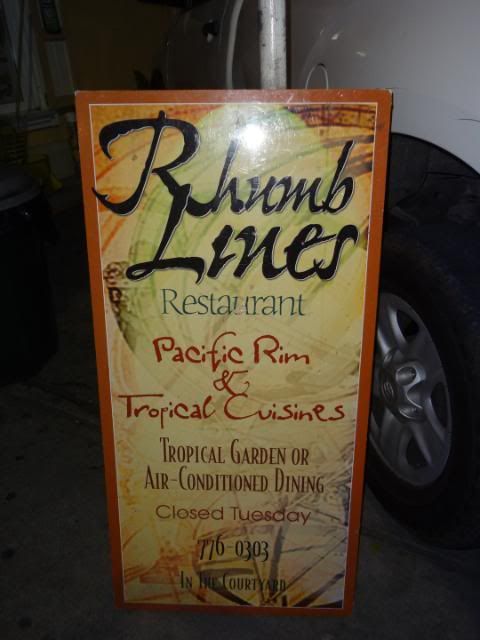 Rhumb
Lines
Restaurant
Pacific Rim
&
Tropical Cuisines
Tropical Garden or
Air-Conditioned Dining
Closed Tuesday
776-0303
In The Courtyard